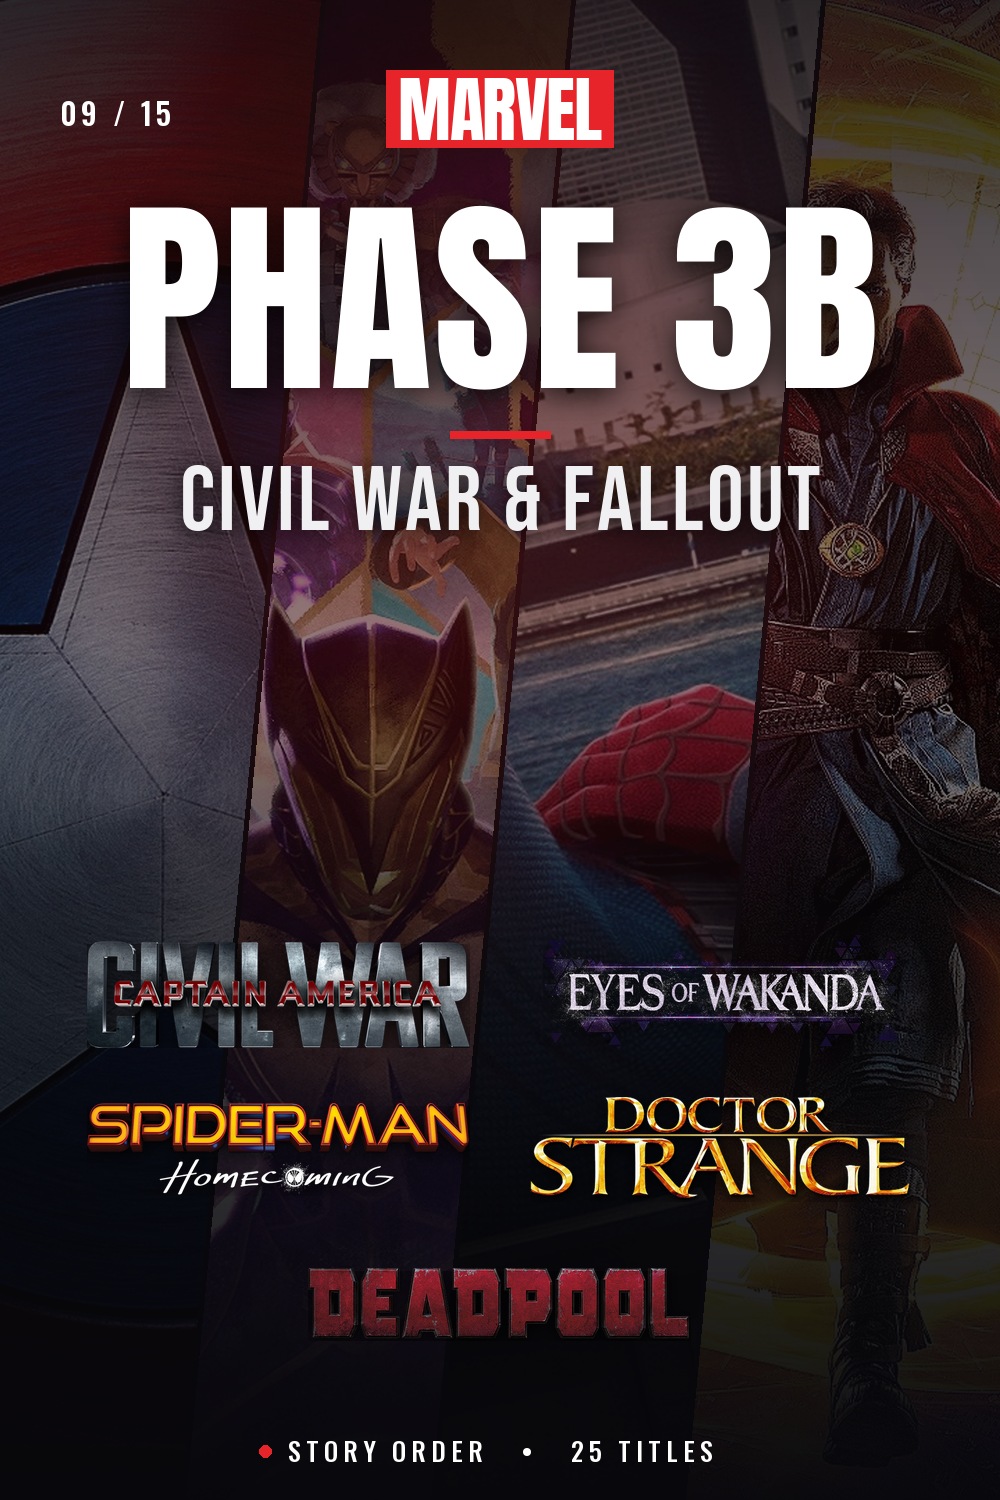 09 / 15
MARVEL
PHASE 3B
CIVIL WAR & FALLOUT
CIVIL WAR
CAPTAIN AMERICA
EYES OF WAKANDA
SPIDER-MAN
HOMECOMING
DOCTOR
STRANGE
DEADPOOL
STORY ORDER • 25 TITLES